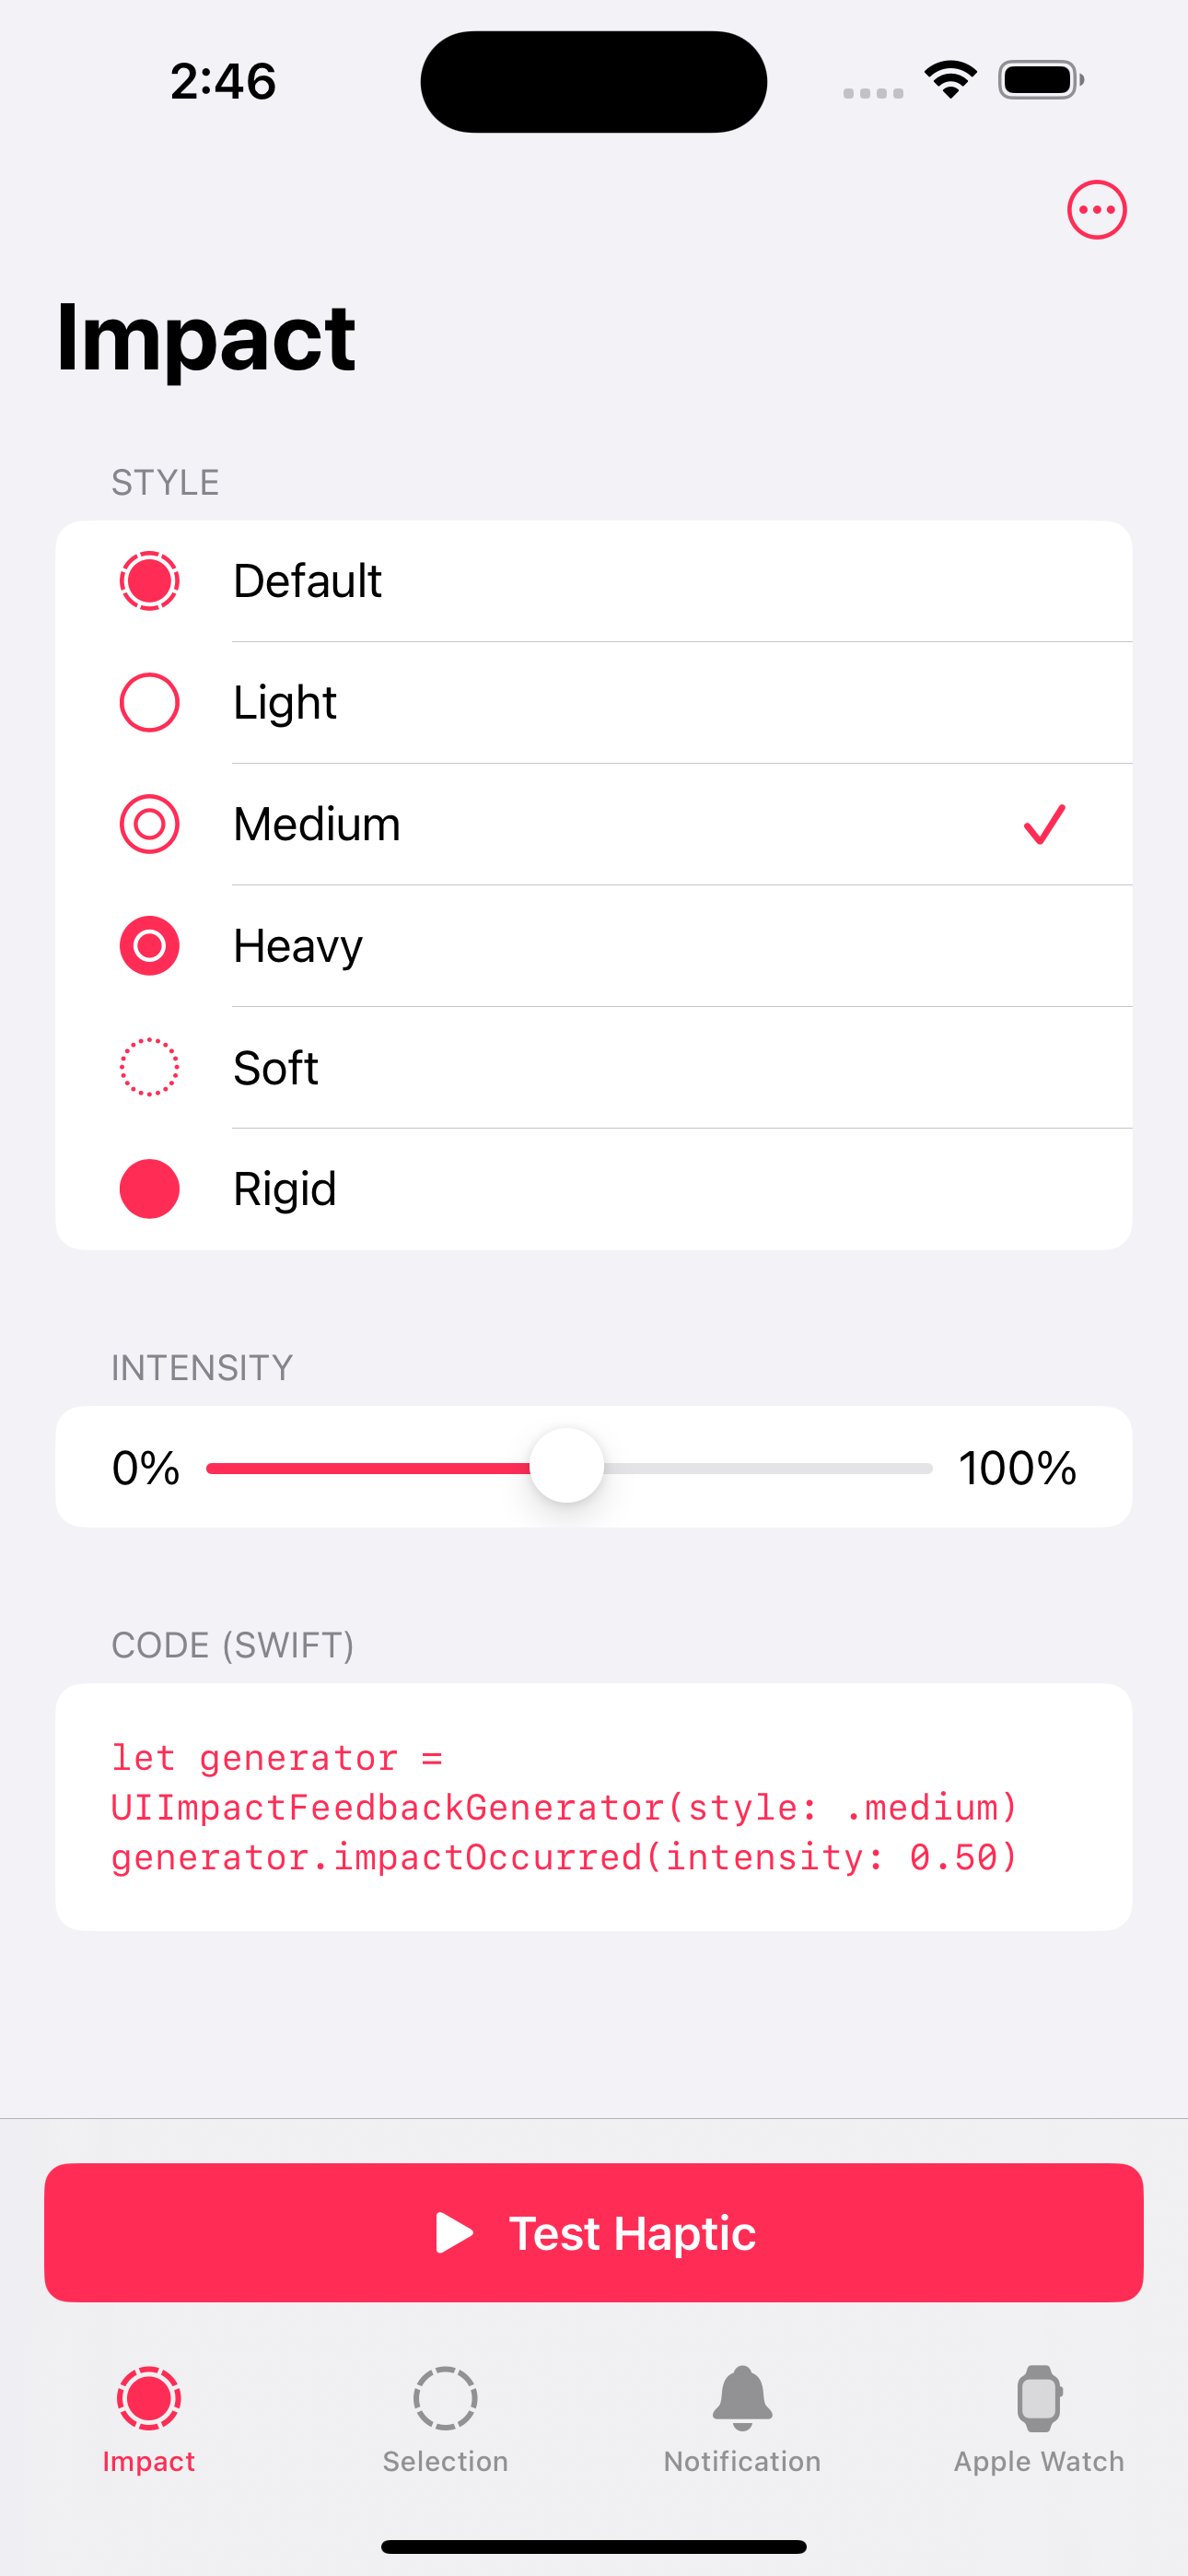 2:46
Impact
STYLE
Default
Light
Medium
Heavy
Soft
Rigid
INTENSITY
0% 100%
CODE (SWIFT)
let generator =
UIImpactFeedbackGenerator(style: .medium)
generator.impactOccurred(intensity: 0.50)
Test Haptic
Impact Selection Notification Apple Watch